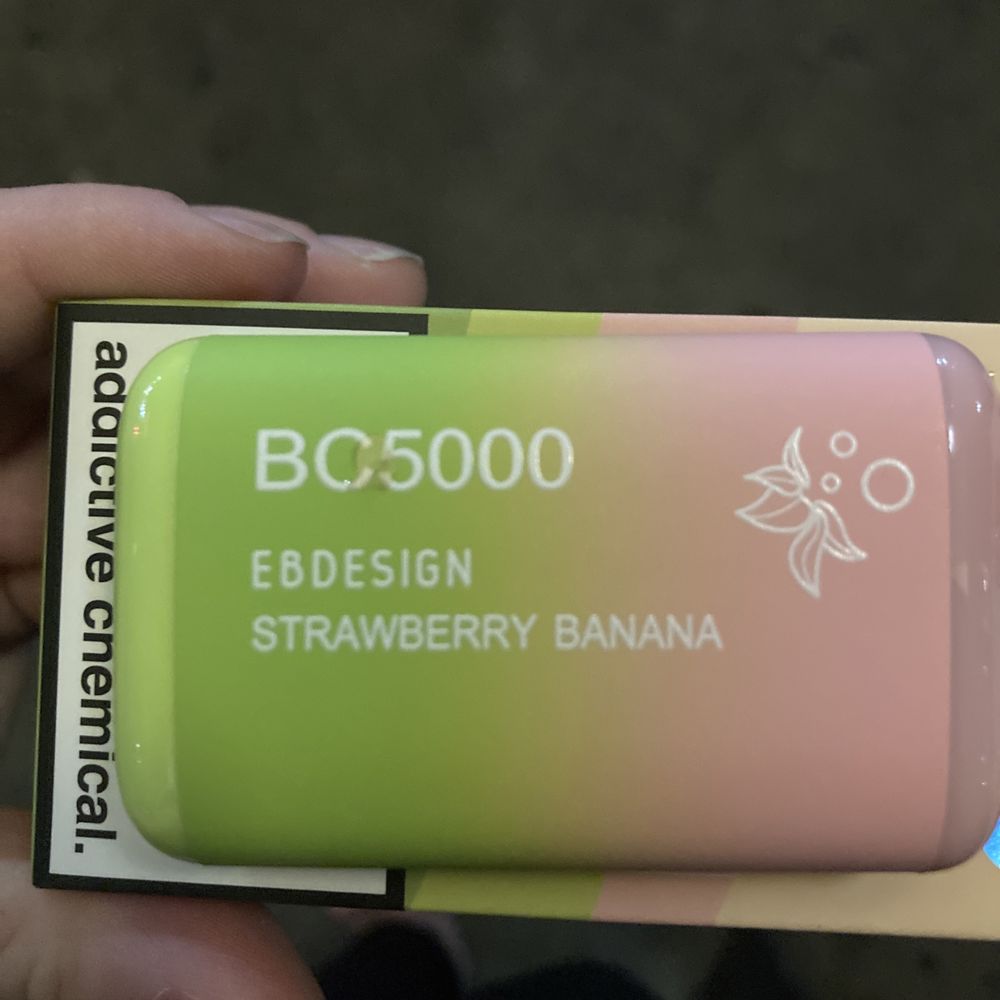 BC5000
EBDESIGN
STRAWBERRY BANANA
addictive chemical.